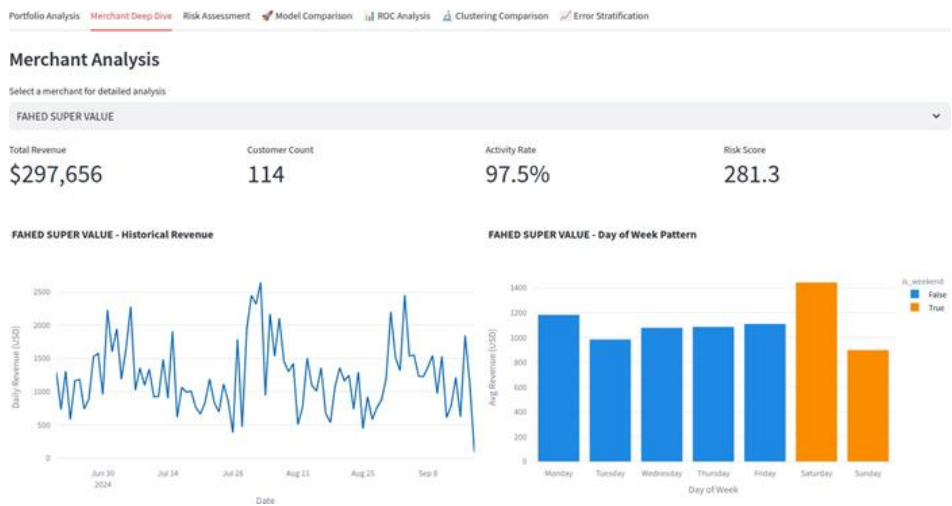 Portfolio Analysis Merchant Deep Dive Risk Assessment 🚀 Model Comparison 📊 ROC Analysis 🔬 Clustering Comparison 📈 Error Stratification
Merchant Analysis
Select a merchant for detailed analysis
FAHED SUPER VALUE
Total Revenue Customer Count Activity Rate Risk Score
$297,656 114 97.5% 281.3
FAHED SUPER VALUE - Historical Revenue
2500
2000
1500
1000
500
0
Daily Revenue (USD)
Jun 30 Jul 14 Jul 28 Aug 11 Aug 25 Sep 8
2024
Date
FAHED SUPER VALUE - Day of Week Pattern
1400
1200
1000
800
600
400
200
0
Avg Revenue (USD)
Monday Tuesday Wednesday Thursday Friday Saturday Sunday
Day of Week
is_weekend
False
True